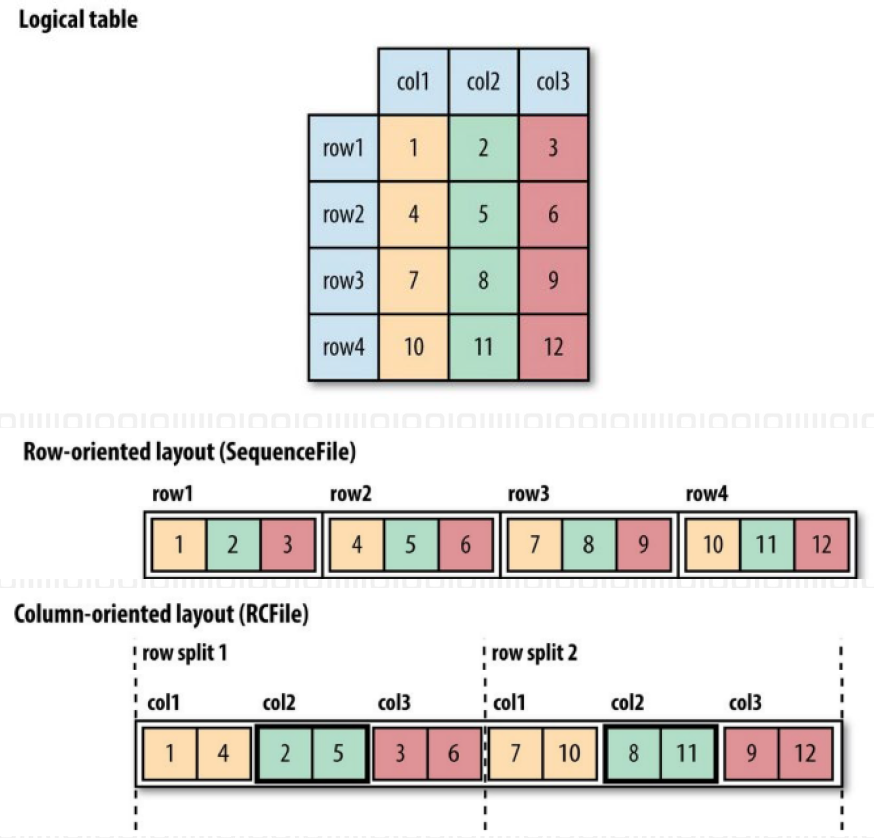 Logical table
col1 col2 col3
row1 1 2 3
row2 4 5 6
row3 7 8 9
row4 10 11 12
Row-oriented layout (SequenceFile)
row1 row2 row3 row4
1 2 3 4 5 6 7 8 9 10 11 12
Column-oriented layout (RCFile)
row split 1 row split 2
col1 col2 col3 col1 col2 col3
1 4 2 5 3 6 7 10 8 11 9 12